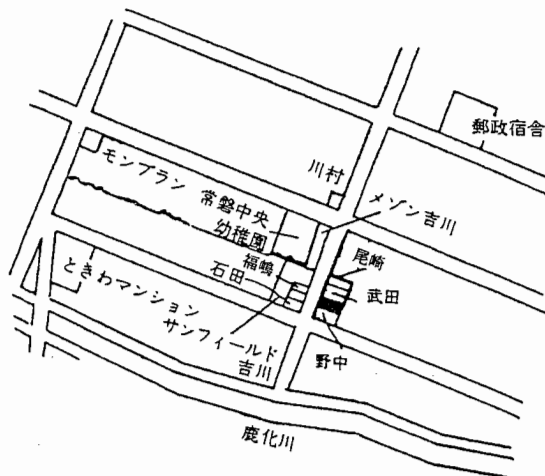 郵政宿舎
川村
モンブラン
メゾン吉川
常磐中央
幼稚園
尾崎
福嶋
武田
石田
ときわマンション
サンフィールド
吉川
野中
鹿化川